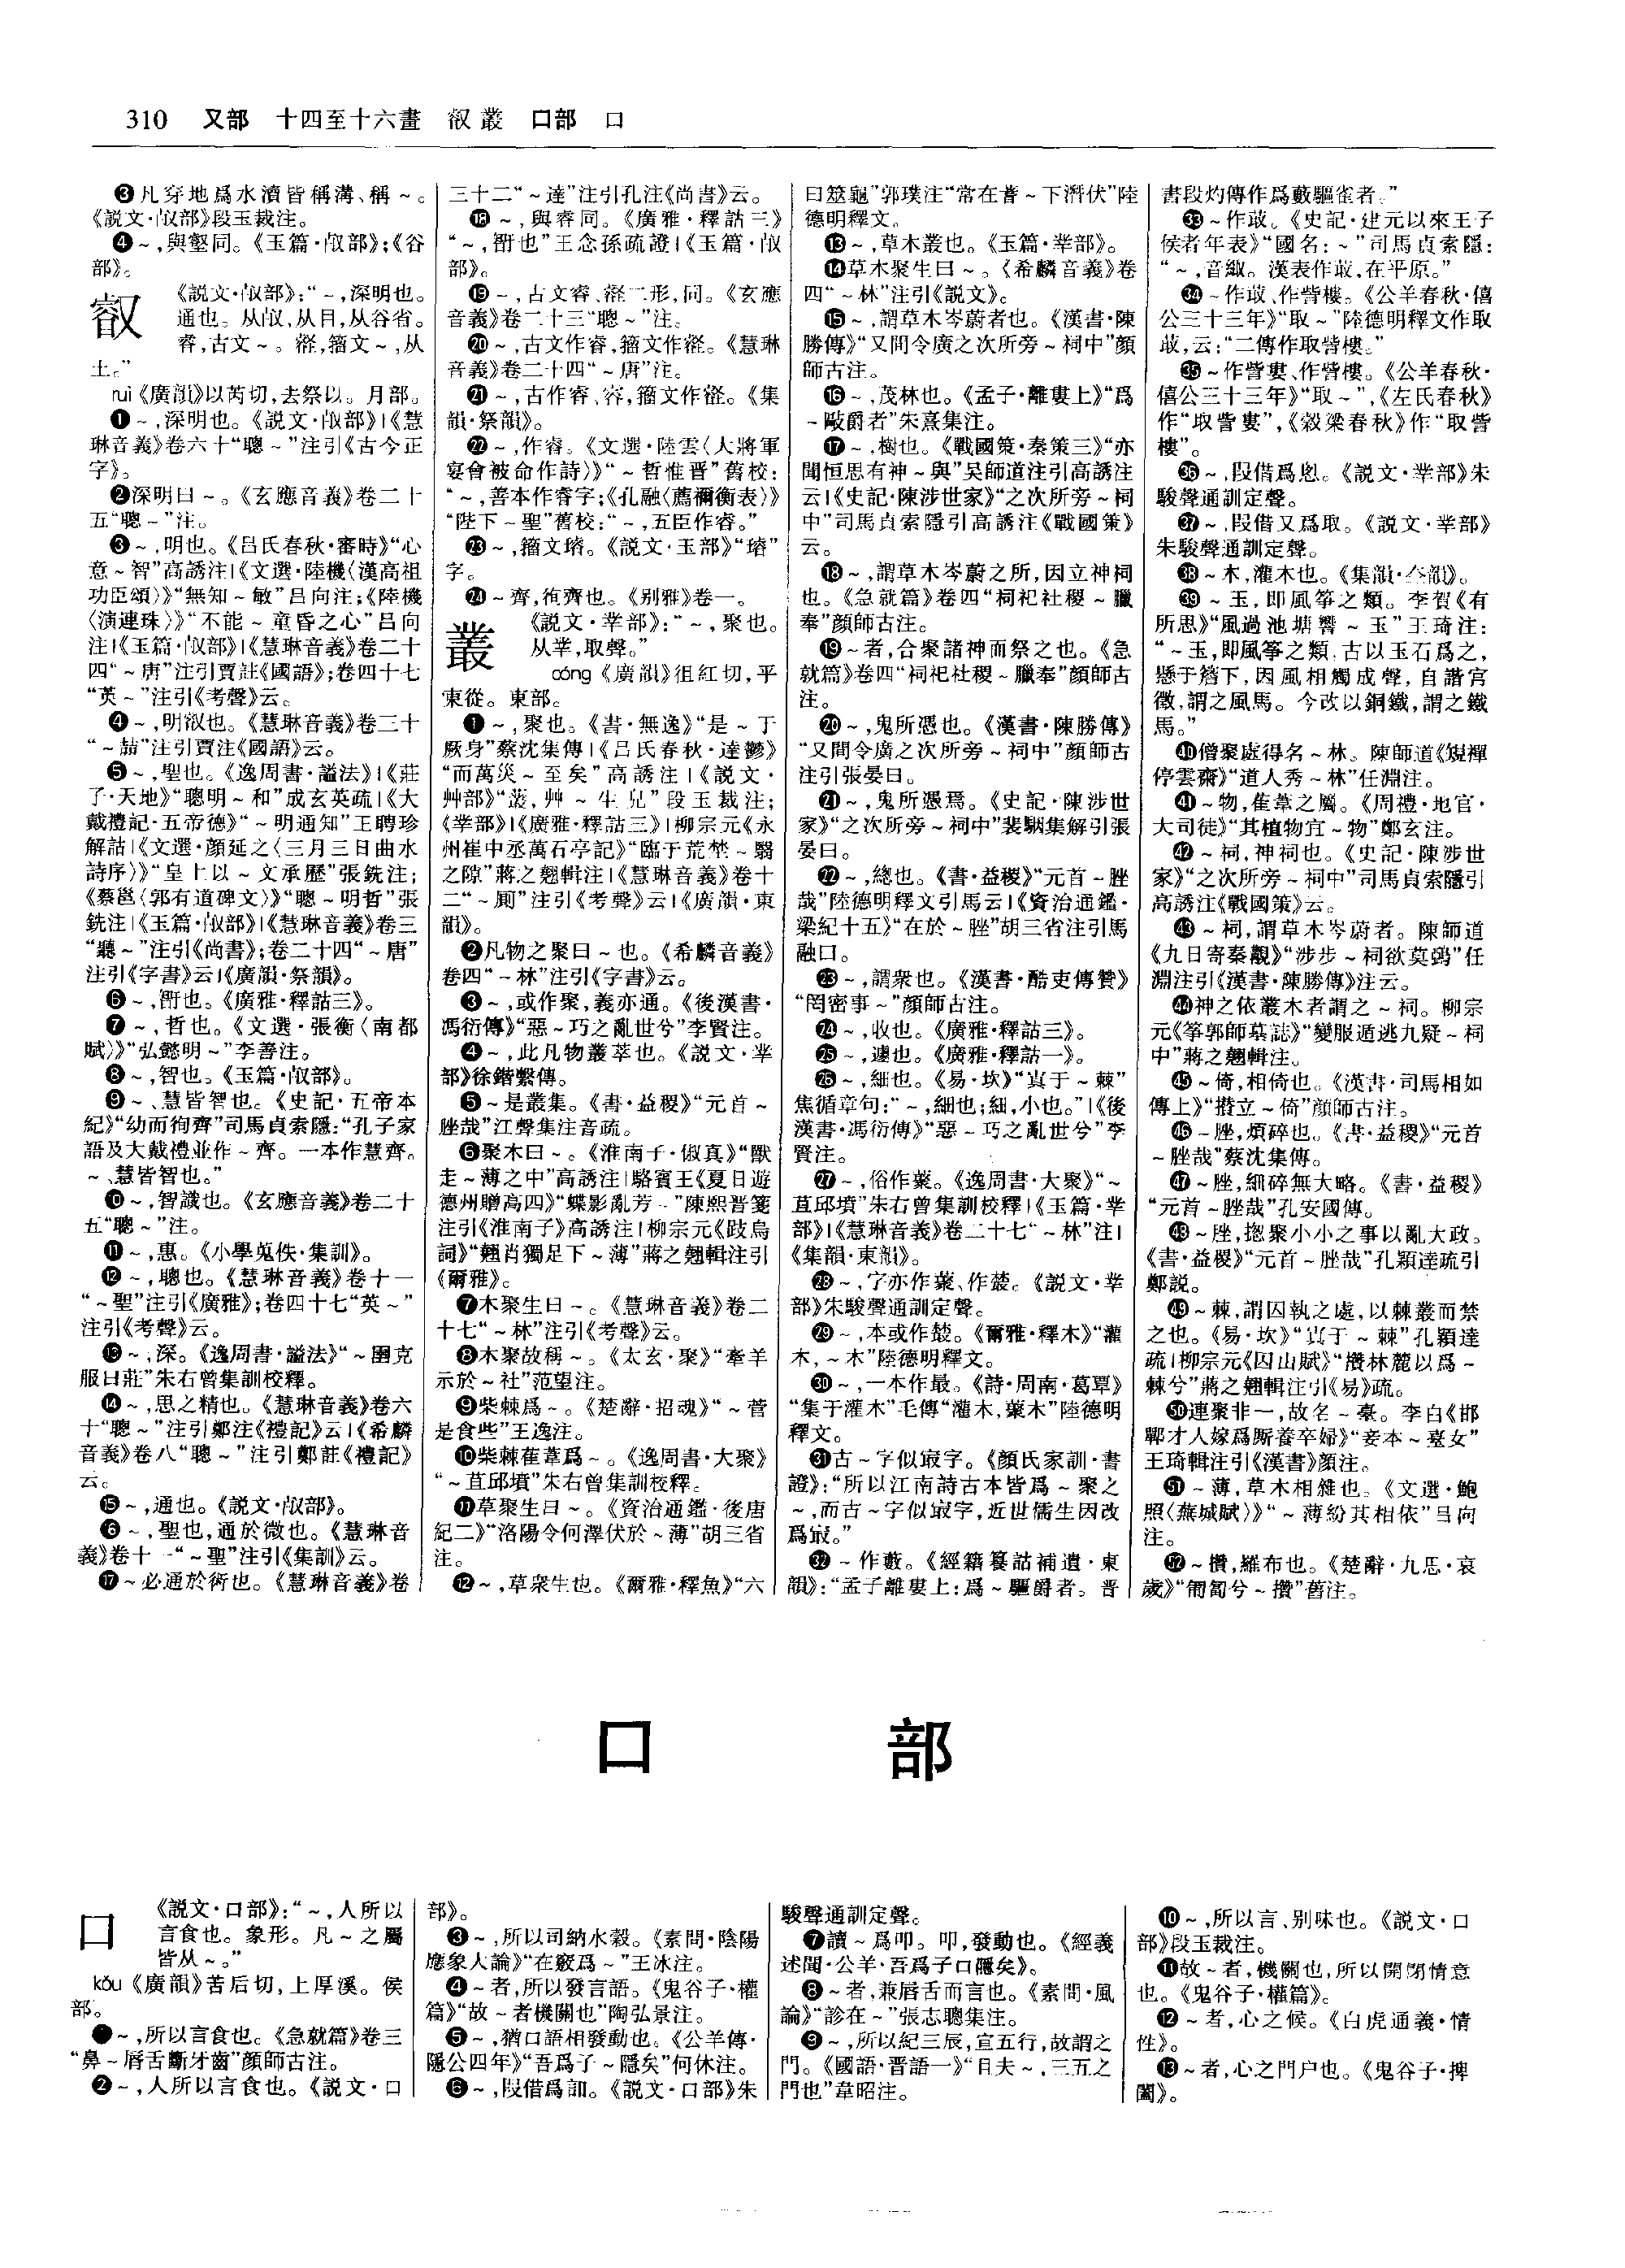 310 又部 十四至十六畫 叡叢 口部 口
❸凡穿地爲水瀆皆稱溝、稱～。
《説文·𣦼部》段玉裁注。
❹～,與壑同。《玉篇·𣦼部》;《谷
部》。
叡
《説文·𣦼部》:“～,深明也。
通也。从𣦼,从目,从谷省。
睿,古文～。壡,籀文～,从
土。”
ruì《廣韻》以芮切,去祭以。月部。
❶～,深明也。《説文·𣦼部》|《慧
琳音義》卷六十“聰～”注引《古今正
字》。
❷深明曰～。《玄應音義》卷二十
五“聰～”注。
❸～,明也。《吕氏春秋·審時》“心
意～智”高誘注|《文選·陸機〈漢高祖
功臣頌〉》“無知～敏”吕向注;《陸機
〈演連珠〉》“不能～童昏之心”吕向
注|《玉篇·𣦼部》|《慧琳音義》卷二十
四“～唐”注引賈註《國語》;卷四十七
“英～”注引《考聲》云。
❹～,明叡也。《慧琳音義》卷三十
“～喆”注引賈注《國語》云。
❺～,聖也。《逸周書·謚法》|《莊
子·天地》“聰明～和”成玄英疏|《大
戴禮記·五帝德》“～明通知”王聘珍
解詁|《文選·顔延之〈三月三日曲水
詩序〉》“皇上以～文承歷”張銑注;
《蔡邕〈郭有道碑文〉》“聰～明哲”張
銑注|《玉篇·𣦼部》|《慧琳音義》卷三
“聽～”注引《尚書》;卷二十四“～唐”
注引《字書》云|《廣韻·祭韻》。
❻～,㣔也。《廣雅·釋詁三》。
❼～,哲也。《文選·張衡〈南都
賦〉》“弘懿明～”李善注。
❽～,智也。《玉篇·𣦼部》。
❾～、慧皆智也。《史記·五帝本
紀》“幼而徇齊”司馬貞索隱:“孔子家
語及大戴禮並作～齊。一本作慧齊。
～、慧皆智也。”
❿～,智識也。《玄應音義》卷二十
五“聰～”注。
⓫～,惠。《小學蒐佚·集訓》。
⓬～,聰也。《慧琳音義》卷十一
“～聖”注引《廣雅》;卷四十七“英～”
注引《考聲》云。
⓭～,深。《逸周書·謚法》“～圉克
服曰莊”朱右曾集訓校釋。
⓮～,思之精也。《慧琳音義》卷六
十“聰～”注引鄭注《禮記》云|《希麟
音義》卷八“聰～”注引鄭註《禮記》
云。
⓯～,通也。《説文·𣦼部》。
⓰～,聖也,通於微也。《慧琳音
義》卷十一“～聖”注引《集訓》云。
⓱～必通於術也。《慧琳音義》卷
三十二“～達”注引孔注《尚書》云。
⓲～,與睿同。《廣雅·釋詁三》
“～,㣔也”王念孫疏證|《玉篇·𣦼
部》。
⓳～,古文睿、壡二形,同。《玄應
音義》卷二十三“聰～”注。
⓴～,古文作睿,籀文作壡。《慧琳
音義》卷二十四“～唐”注。
㉑～,古作睿、容,籀文作壡。《集
韻·祭韻》。
㉒～,作睿。《文選·陸雲〈大將軍
宴會被命作詩〉》“～哲惟晋”舊校:
“～,善本作睿字;《孔融〈薦禰衡表〉》
“陛下～聖”舊校:“～,五臣作睿。”
㉓～,籀文璿。《説文·玉部》“璿”
字。
㉔～齊,徇齊也。《别雅》卷一。
叢
《説文·丵部》:“～,聚也。
从丵,取聲。”
cóng《廣韻》徂紅切,平
東從。東部。
❶～,聚也。《書·無逸》“是～于
厥身”蔡沈集傳|《吕氏春秋·達鬱》
“而萬災～至矣”高誘注|《説文·
艸部》“叢,艸～生皃”段玉裁注;
《丵部》|《廣雅·釋詁三》|柳宗元《永
州崔中丞萬石亭記》“臨于荒埜～翳
之隙”蔣之翹輯注|《慧琳音義》卷十
二“～厠”注引《考聲》云|《廣韻·東
韻》。
❷凡物之聚曰～也。《希麟音義》
卷四“～林”注引《字書》云。
❸～,或作聚,義亦通。《後漢書·
馮衍傳》“惡～巧之亂世兮”李賢注。
❹～,此凡物叢萃也。《説文·丵
部》徐鍇繫傳。
❺～是叢集。《書·益稷》“元首～
脞哉”江聲集注音疏。
❻聚木曰～。《淮南子·俶真》“獸
走～薄之中”高誘注|駱賓王《夏日遊
德州贈高四》“蝶影亂芳～”陳熙晋箋
注引《淮南子》高誘注|柳宗元《跂烏
詞》“翹肖獨足下～薄”蔣之翹輯注引
《爾雅》。
❼木聚生曰～。《慧琳音義》卷二
十七“～林”注引《考聲》云。
❽木聚故稱～。《太玄·聚》“牽羊
示於～社”范望注。
❾柴棘爲～。《楚辭·招魂》“～菅
是食些”王逸注。
❿柴棘萑葦爲～。《逸周書·大聚》
“～苴邱墳”朱右曾集訓校釋。
⓫草聚生曰～。《資治通鑑·後唐
紀二》“洛陽令何澤伏於～薄”胡三省
注。
⓬～,草衆生也。《爾雅·釋魚》“六
曰筮龜”郭璞注“常在蓍～下潛伏”陸
德明釋文。
⓭～,草木叢也。《玉篇·丵部》。
⓮草木聚生曰～。《希麟音義》卷
四“～林”注引《説文》。
⓯～,謂草木岑蔚者也。《漢書·陳
勝傳》“又間令廣之次所旁～祠中”顔
師古注。
⓰～,茂林也。《孟子·離婁上》“爲
～敺爵者”朱熹集注。
⓱～,樹也。《戰國策·秦策三》“亦
聞恒思有神～與”吴師道注引高誘注
云|《史記·陳涉世家》“之次所旁～祠
中”司馬貞索隱引高誘注《戰國策》
云。
⓲～,謂草木岑蔚之所,因立神祠
也。《急就篇》卷四“祠祀社稷～臘
奉”顔師古注。
⓳～者,合聚諸神而祭之也。《急
就篇》卷四“祠祀社稷～臘奉”顔師古
注。
⓴～,鬼所憑也。《漢書·陳勝傳》
“又間令廣之次所旁～祠中”顔師古
注引張晏曰。
㉑～,鬼所憑焉。《史記·陳涉世
家》“之次所旁～祠中”裴駰集解引張
晏曰。
㉒～,總也。《書·益稷》“元首～脞
哉”陸德明釋文引馬云|《資治通鑑·
梁紀十五》“在於～脞”胡三省注引馬
融曰。
㉓～,謂衆也。《漢書·酷吏傳贊》
“罔密事～”顔師古注。
㉔～,收也。《廣雅·釋詁三》。
㉕～,遽也。《廣雅·釋詁一》。
㉖～,細也。《易·坎》“寘于～棘”
焦循章句:“～,細也;細,小也。”|《後
漢書·馮衍傳》“惡～巧之亂世兮”李
賢注。
㉗～,俗作藂。《逸周書·大聚》“～
苴邱墳”朱右曾集訓校釋|《玉篇·丵
部》|《慧琳音義》卷二十七“～林”注|
《集韻·東韻》。
㉘～,字亦作藂、作蕞。《説文·丵
部》朱駿聲通訓定聲。
㉙～,本或作樷。《爾雅·釋木》“灌
木,～木”陸德明釋文。
㉚～,一本作最。《詩·周南·葛覃》
“集于灌木”毛傳“灌木,藂木”陸德明
釋文。
㉛古～字似冣字。《顔氏家訓·書
證》:“所以江南詩古本皆爲～聚之
～,而古～字似冣字,近世儒生因改
爲冣。”
㉜～作藪。《經籍籑詁補遺·東
韻》:“孟子離婁上:爲～驅爵者。晋
書段灼傳作爲藪驅雀者。”
㉝～作菆。《史記·建元以來王子
侯者年表》“國名:～”司馬貞索隱:
“～,音緅。漢表作菆,在平原。”
㉞～作菆、作訾樓。《公羊春秋·僖
公三十三年》“取～”陸德明釋文作取
菆,云:“二傳作取訾樓。”
㉟～作訾婁、作訾樓。《公羊春秋·
僖公三十三年》“取～”,《左氏春秋》
作“取訾婁”,《穀梁春秋》作“取訾
樓”。
㊱～,叚借爲悤。《説文·丵部》朱
駿聲通訓定聲。
㊲～,叚借又爲取。《説文·丵部》
朱駿聲通訓定聲。
㊳～木,灌木也。《集韻·㒰韻》。
㊴～玉,即風筝之類。李賀《有
所思》“風過池塘響～玉”王琦注:
“～玉,即風筝之類,古以玉石爲之,
懸于簷下,因風相觸成聲,自諧宫
徵,謂之風馬。今改以銅鐵,謂之鐵
馬。”
㊵僧聚處得名～林。陳師道《規禪
停雲齋》“道人秀～林”任淵注。
㊶～物,萑葦之屬。《周禮·地官·
大司徒》“其植物宜～物”鄭玄注。
㊷～祠,神祠也。《史記·陳涉世
家》“之次所旁～祠中”司馬貞索隱引
高誘注《戰國策》云。
㊸～祠,謂草木岑蔚者。陳師道
《九日寄秦觀》“涉步～祠欲莫鴉”任
淵注引《漢書·陳勝傳》注云。
㊹神之依叢木者謂之～祠。柳宗
元《筝郭師墓誌》“變服逃九疑～祠
中”蔣之翹輯注。
㊺～倚,相倚也。《漢書·司馬相如
傳上》“攢立～倚”顔師古注。
㊻～脞,煩碎也。《書·益稷》“元首
～脞哉”蔡沈集傳。
㊼～脞,細碎無大略。《書·益稷》
“元首～脞哉”孔安國傳。
㊽～脞,揔聚小小之事以亂大政。
《書·益稷》“元首～脞哉”孔穎達疏引
鄭説。
㊾～棘,謂囚執之處,以棘叢而禁
之也。《易·坎》“寘于～棘”孔穎達
疏|柳宗元《囚山賦》“攢林麓以爲～
棘兮”蔣之翹輯注引《易》疏。
㊿連聚非一,故名～臺。李白《邯
鄲才人嫁爲厮養卒婦》“妾本～臺女”
王琦輯注引《漢書》顔注。
51～薄,草木相雜也。《文選·鮑
照〈蕪城賦〉》“～薄紛其相依”吕向
注。
52～攢,羅布也。《楚辭·九思·哀
歲》“匍匐兮～攢”舊注。
口 部
口
《説文·口部》:“～,人所以
言食也。象形。凡～之屬
皆从～。”
kǒu《廣韻》苦后切,上厚溪。侯
部。
❶～,所以言食也。《急就篇》卷三
“鼻～脣舌齗牙齒”顔師古注。
❷～,人所以言食也。《説文·口
部》。
❸～,所以司納水穀。《素問·陰陽
應象大論》“在竅爲～”王冰注。
❹～者,所以發言語。《鬼谷子·權
篇》“故～者機關也”陶弘景注。
❺～,猶口語相發動也。《公羊傳·
隱公四年》“吾爲子～隱矣”何休注。
❻～,叚借爲訆。《説文·口部》朱
駿聲通訓定聲。
❼讀～爲叩。叩,發動也。《經義
述聞·公羊·吾爲子口隱矣》。
❽～者,兼脣舌而言也。《素問·風
論》“診在～”張志聰集注。
❾～,所以紀三辰,宣五行,故謂之
門。《國語·晋語一》“且夫～,三五之
門也”韋昭注。
❿～,所以言、别味也。《説文·口
部》段玉裁注。
⓫故～者,機關也,所以開閉情意
也。《鬼谷子·權篇》。
⓬～者,心之候。《白虎通義·情
性》。
⓭～者,心之門户也。《鬼谷子·捭
闔》。